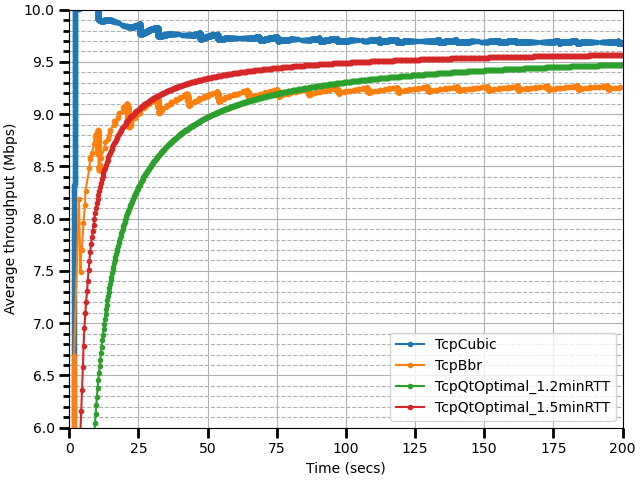 Average throughput (Mbps)
10.0
9.5
9.0
8.5
8.0
7.5
7.0
6.5
6.0
TcpCubic
TcpBbr
TcpQtOptimal_1.2minRTT
TcpQtOptimal_1.5minRTT
0 25 50 75 100 125 150 175 200
Time (secs)